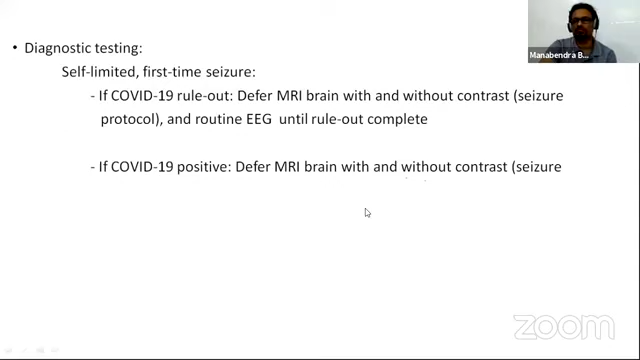 Manabendra B...
• Diagnostic testing:
Self-limited, first-time seizure:
- If COVID-19 rule-out: Defer MRI brain with and without contrast (seizure
protocol), and routine EEG until rule-out complete
- If COVID-19 positive: Defer MRI brain with and without contrast (seizure
zoom